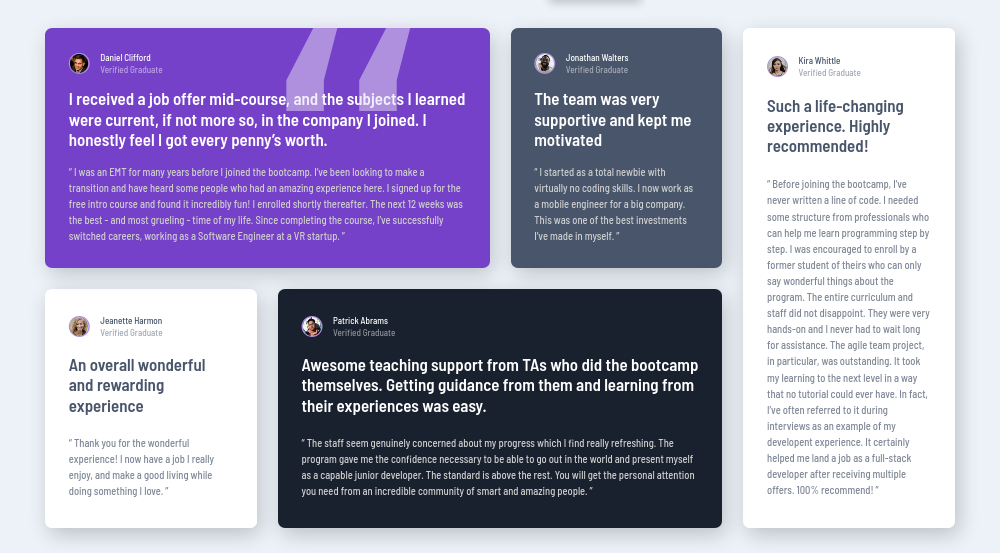 Daniel Clifford
Verified Graduate
I received a job offer mid-course, and the subjects I learned
were current, if not more so, in the company I joined. I
honestly feel I got every penny’s worth.
“ I was an EMT for many years before I joined the bootcamp. I’ve been looking to make a
transition and have heard some people who had an amazing experience here. I signed up for the
free intro course and found it incredibly fun! I enrolled shortly thereafter. The next 12 weeks was
the best - and most grueling - time of my life. Since completing the course, I’ve successfully
switched careers, working as a Software Engineer at a VR startup. ”
Jonathan Walters
Verified Graduate
The team was very
supportive and kept me
motivated
“ I started as a total newbie with
virtually no coding skills. I now work as
a mobile engineer for a big company.
This was one of the best investments
I’ve made in myself. ”
Kira Whittle
Verified Graduate
Such a life-changing
experience. Highly
recommended!
“ Before joining the bootcamp, I’ve
never written a line of code. I needed
some structure from professionals who
can help me learn programming step by
step. I was encouraged to enroll by a
former student of theirs who can only
say wonderful things about the
program. The entire curriculum and
staff did not disappoint. They were very
hands-on and I never had to wait long
for assistance. The agile team project,
in particular, was outstanding. It took
my learning to the next level in a way
that no tutorial could ever have. In fact,
I’ve often referred to it during
interviews as an example of my
developent experience. It certainly
helped me land a job as a full-stack
developer after receiving multiple
offers. 100% recommend! ”
Jeanette Harmon
Verified Graduate
An overall wonderful
and rewarding
experience
“ Thank you for the wonderful
experience! I now have a job I really
enjoy, and make a good living while
doing something I love. ”
Patrick Abrams
Verified Graduate
Awesome teaching support from TAs who did the bootcamp
themselves. Getting guidance from them and learning from
their experiences was easy.
“ The staff seem genuinely concerned about my progress which I find really refreshing. The
program gave me the confidence necessary to be able to go out in the world and present myself
as a capable junior developer. The standard is above the rest. You will get the personal attention
you need from an incredible community of smart and amazing people. ”